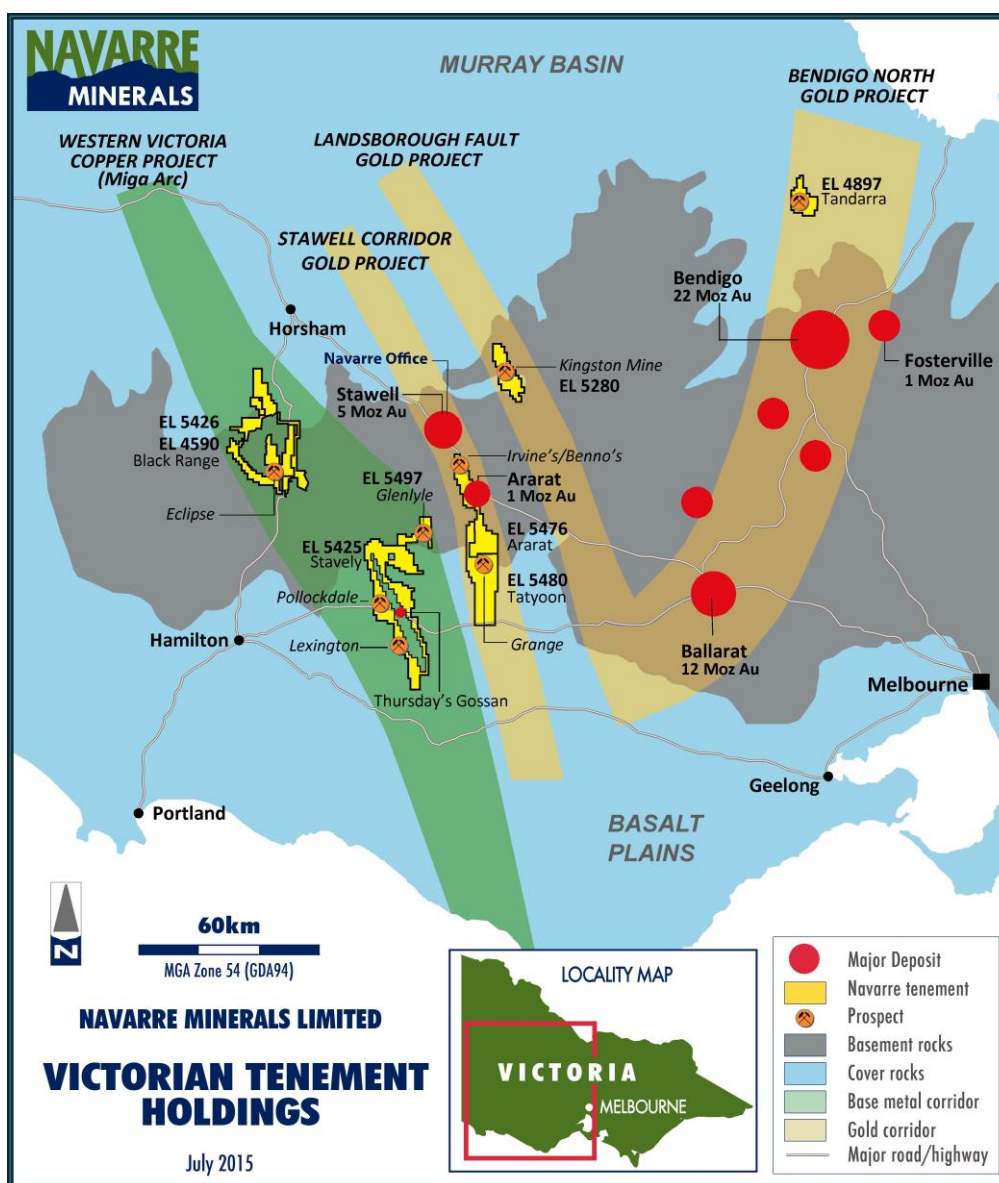 NAVARRE
MINERALS
MURRAY BASIN
BENDIGO NORTH
GOLD PROJECT
WESTERN VICTORIA
COPPER PROJECT
(Miga Arc)
LANDSBOROUGH FAULT
GOLD PROJECT
STAWELL CORRIDOR
GOLD PROJECT
EL 4897
Tandarra
Bendigo
22 Moz Au
Horsham
Navarre Office
Stawell
5 Moz Au
Kingston Mine
EL 5280
Fosterville
1 Moz Au
EL 5426
EL 4590
Black Range
Eclipse
Irvine's/Benno's
Ararat
1 Moz Au
EL 5497
Glenlyle
EL 5476
Ararat
EL 5425
Stavely
EL 5480
Tatyoon
Pollockdale
Hamilton
Lexington
Grange
Thursday's Gossan
Ballarat
12 Moz Au
Melbourne
Geelong
Portland
BASALT
PLAINS
N
60km
MGA Zone 54 (GDA94)
NAVARRE MINERALS LIMITED
VICTORIAN TENEMENT
HOLDINGS
July 2015
LOCALITY MAP
VICTORIA
MELBOURNE
Major Deposit
Navarre tenement
Prospect
Basement rocks
Cover rocks
Base metal corridor
Gold corridor
Major road/highway